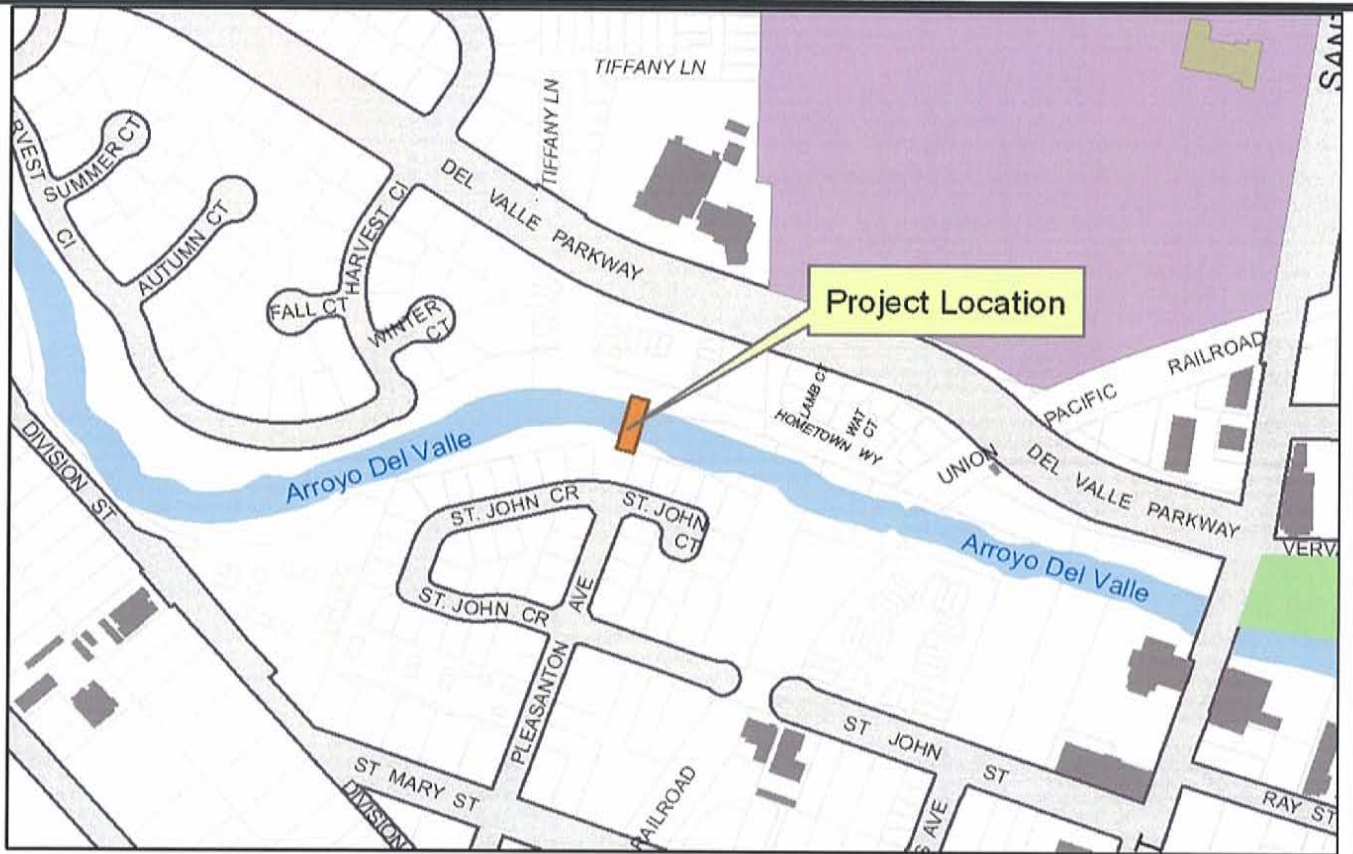 TIFFANY LN
TIFFANY LN
SUMMER CT
AUTUMN CT
HARVEST CI
FALL CT
WINTER
CT
DEL VALLE PARKWAY
Project Location
LAMB CT
WAT
CT
HOMETOWN WY
UNION
PACIFIC
RAILROAD
DEL VALLE PARKWAY
RVEST
CI
DIVISION ST
Arroyo Del Valle
Arroyo Del Valle
ST. JOHN CR
ST. JOHN
CT
ST. JOHN CR
PLEASANTON
AVE
ST MARY ST
DIVISION
RAILROAD
ST JOHN ST
S AVE
RAY ST
VERVA
SAN